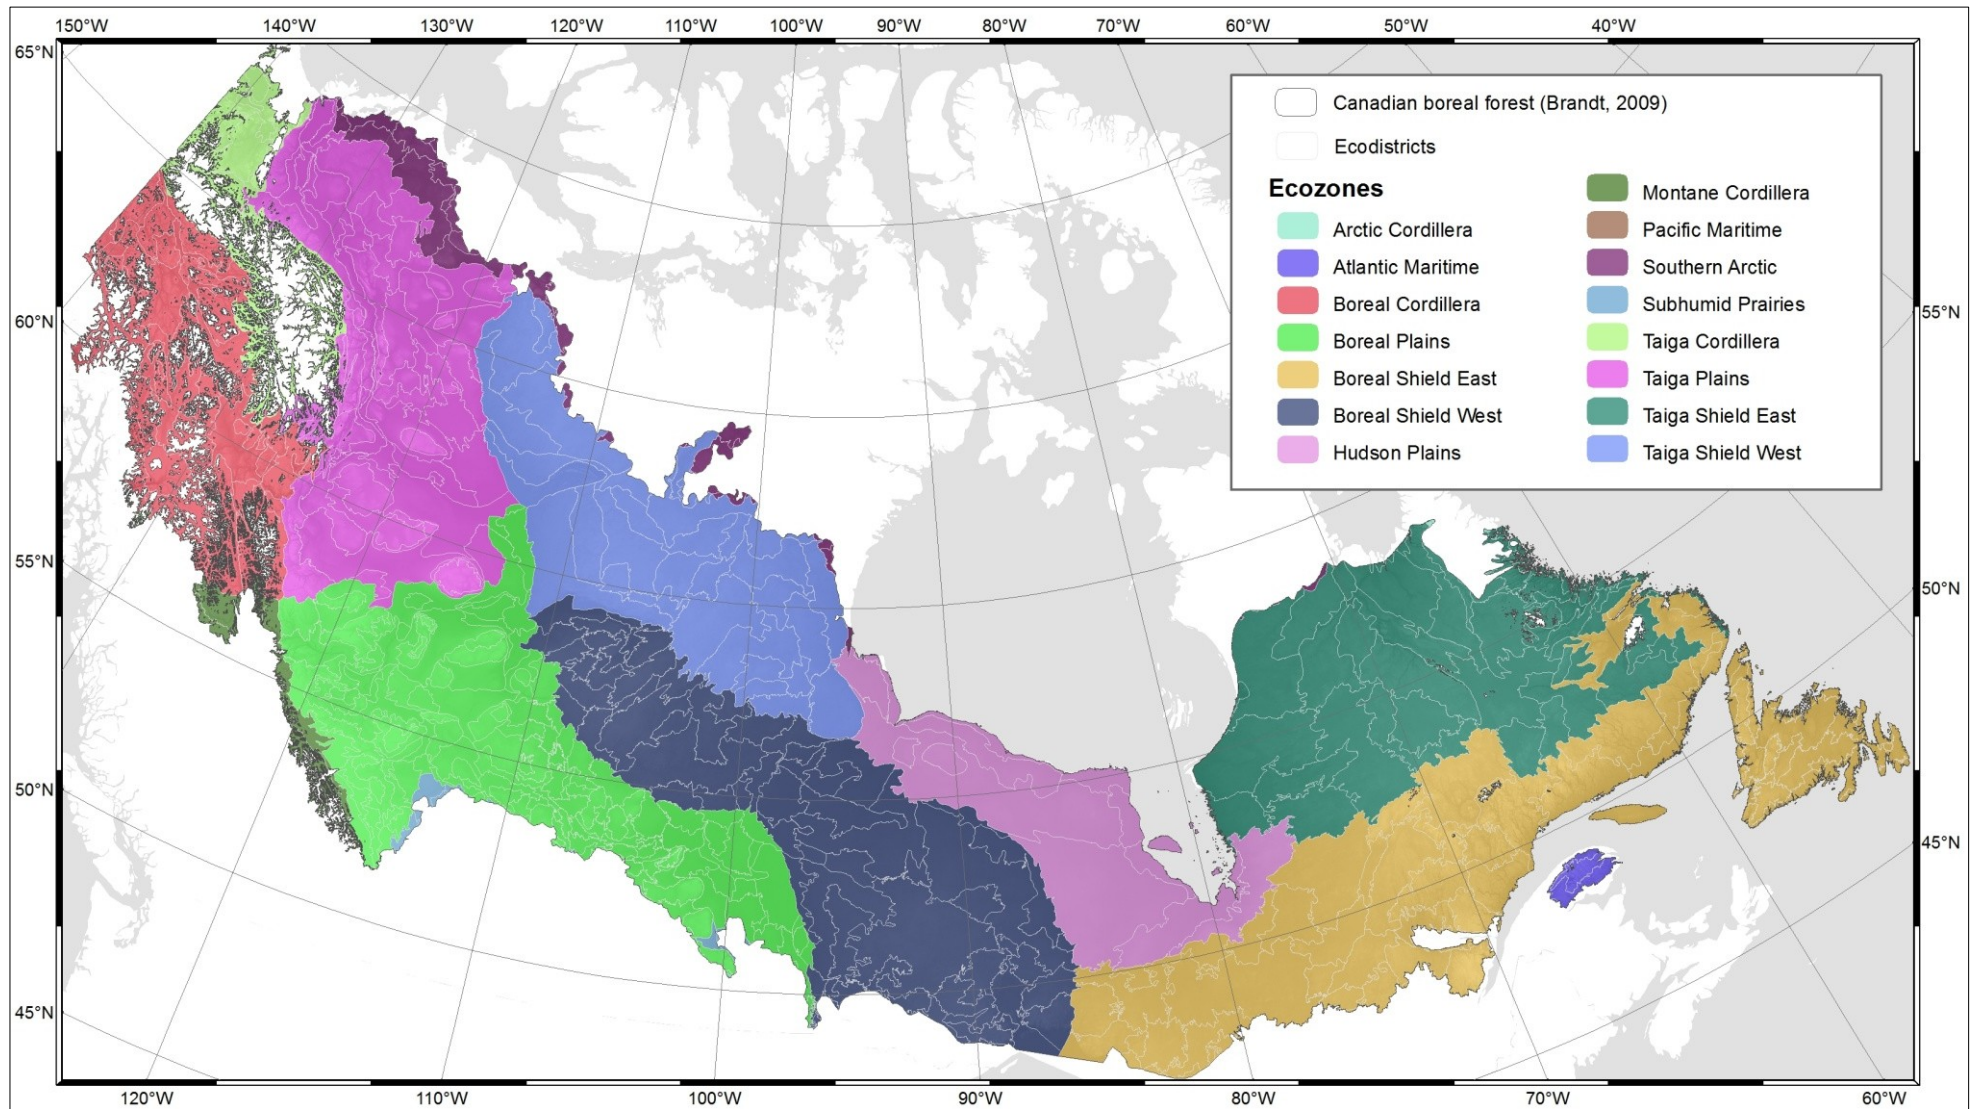 150°W 140°W 130°W 120°W 110°W 100°W 90°W 80°W 70°W 60°W 50°W 40°W
65°N
60°N
55°N
50°N
45°N
Canadian boreal forest (Brandt, 2009)
Ecodistricts
Ecozones
Arctic Cordillera
Atlantic Maritime
Boreal Cordillera
Boreal Plains
Boreal Shield East
Boreal Shield West
Hudson Plains
Montane Cordillera
Pacific Maritime
Southern Arctic
Subhumid Prairies
Taiga Cordillera
Taiga Plains
Taiga Shield East
Taiga Shield West
55°N
50°N
45°N
120°W 110°W 100°W 90°W 80°W 70°W 60°W